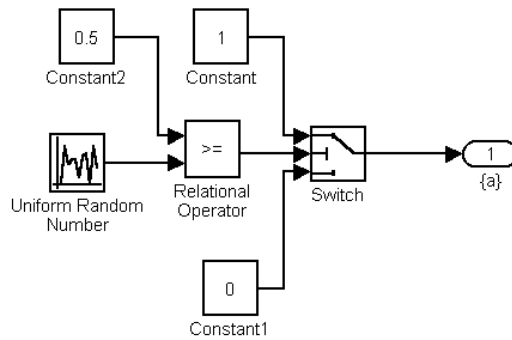 0.5
Constant2
1
Constant
Uniform Random
Number
>=
Relational
Operator
Switch
1
{a}
0
Constant1